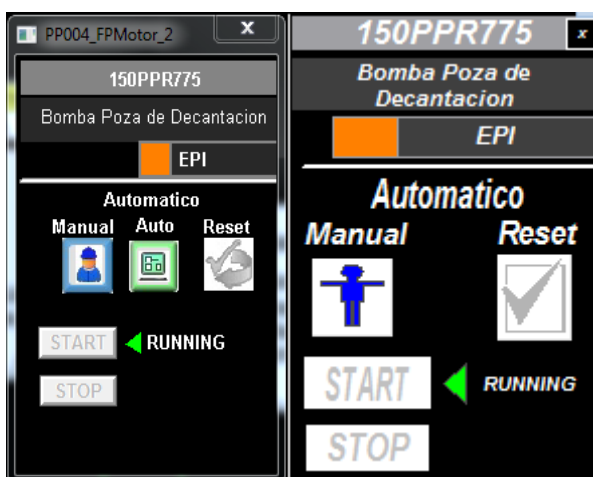 PP004_FPMotor_2 x
150PPR775
Bomba Poza de Decantacion
EPI
Automatico
Manual Auto Reset
START RUNNING
STOP
150PPR775 x
Bomba Poza de
Decantacion
EPI
Automatico
Manual Reset
START RUNNING
STOP